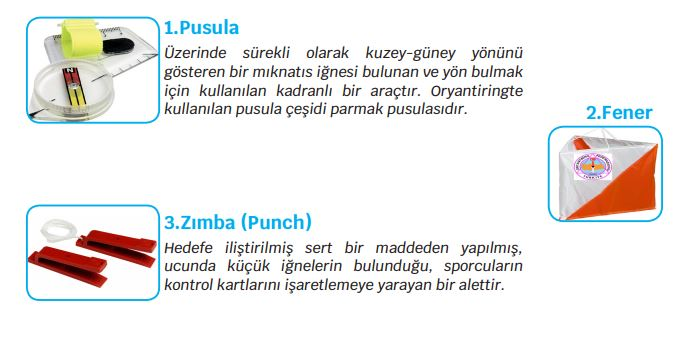 1.Pusula
Üzerinde sürekli olarak kuzey-güney yönünü
gösteren bir mıknatıs iğnesi bulunan ve yön bulmak
için kullanılan kadranlı bir araçtır. Oryantiringte
kullanılan pusula çeşidi parmak pusulasıdır.
2.Fener
3.Zımba (Punch)
Hedefe iliştirilmiş sert bir maddeden yapılmış,
ucunda küçük iğnelerin bulunduğu, sporcuların
kontrol kartlarını işaretlemeye yarayan bir alettir.